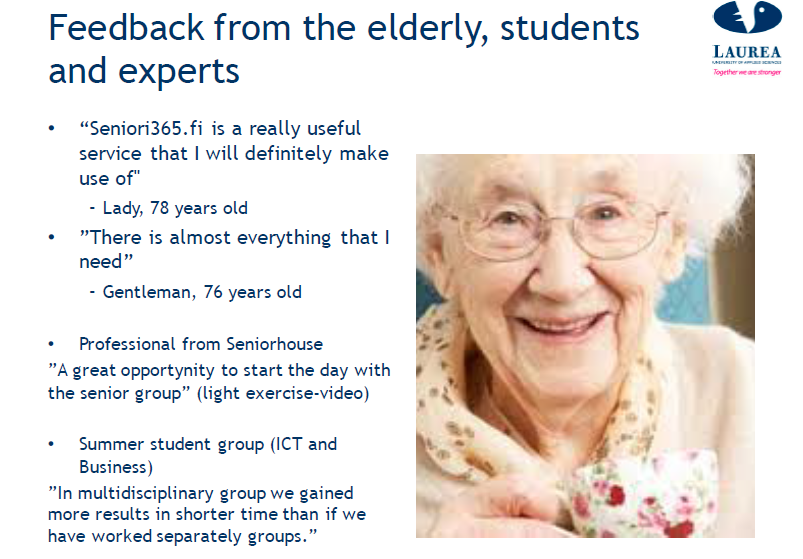 Feedback from the elderly, students
and experts
LAUREA
UNIVERSITY OF APPLIED SCIENCES
Together we are stronger
• “Seniori365.fi is a really useful
service that I will definitely make
use of"
- Lady, 78 years old
• ”There is almost everything that I
need”
- Gentleman, 76 years old
• Professional from Seniorhouse
”A great opportynity to start the day with
the senior group” (light exercise-video)
• Summer student group (ICT and
Business)
”In multidisciplinary group we gained
more results in shorter time than if we
have worked separately groups.”